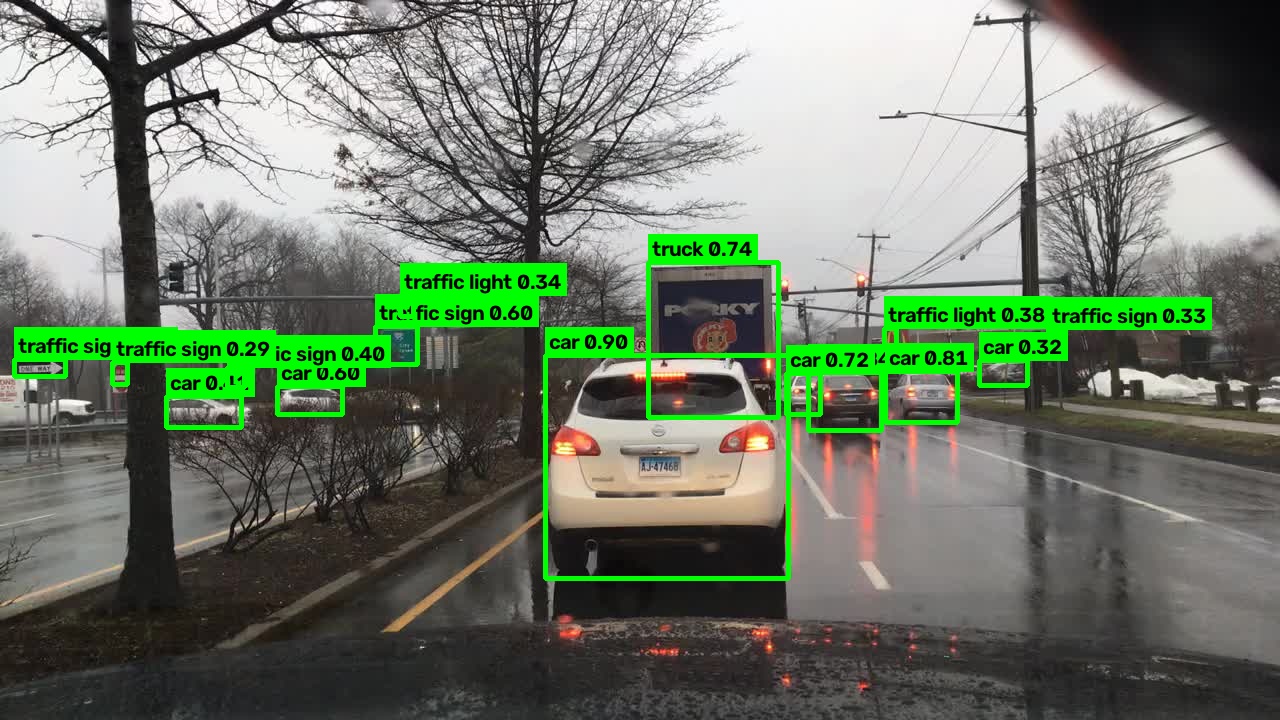 truck 0.74
traffic light 0.34
traffic sign 0.60
traffic light 0.38
traffic sign 0.33
car 0.90
traffic sig
traffic sign 0.29
ic sign 0.40
car 0.72
car 0.81
car 0.32
car 0.60
ONE WAY
PORKY
AJ·47468